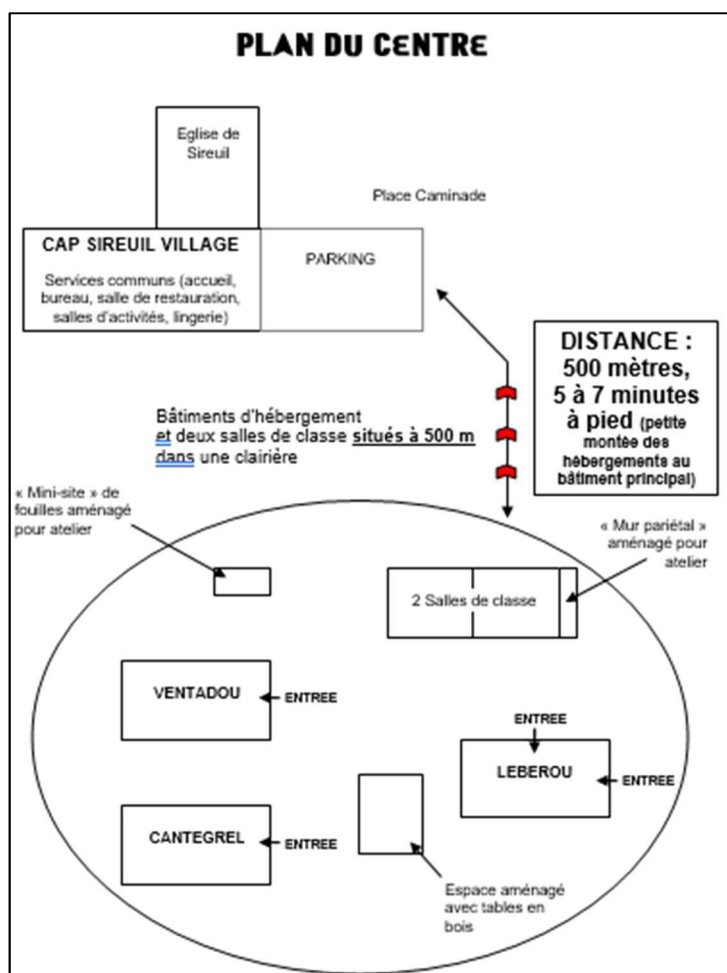 PLAN DU CENTRE
Eglise de
Sireuil
Place Caminade
CAP SIREUIL VILLAGE
Services communs (accueil,
bureau, salle de restauration,
salles d'activités, lingerie)
PARKING
DISTANCE :
500 mètres,
5 à 7 minutes
à pied (petite
montée des
hébergements au
bâtiment principal)
Bâtiments d'hébergement
et deux salles de classe situés à 500 m
dans une clairière
« Mini-site » de
fouilles aménagé
pour atelier
« Mur pariétal »
aménagé pour
atelier
2 Salles de classe
VENTADOU
ENTREE
ENTREE
LEBEROU
ENTREE
CANTEGREL
ENTREE
Espace aménagé
avec tables en
bois